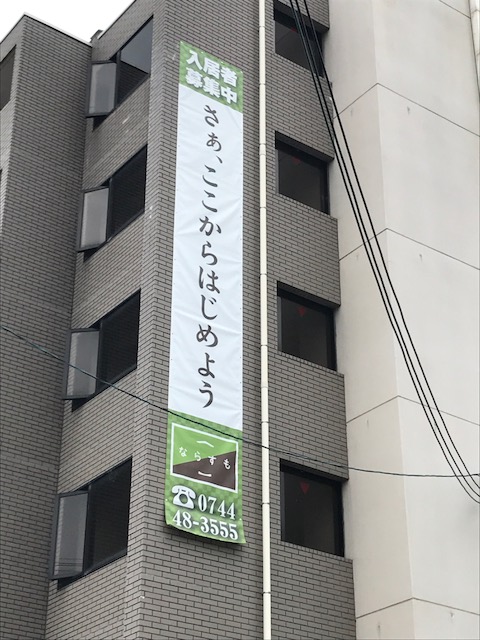 入居者
募集中
さぁ、ここからはじめよう
ならすも
☎0744
48-3555